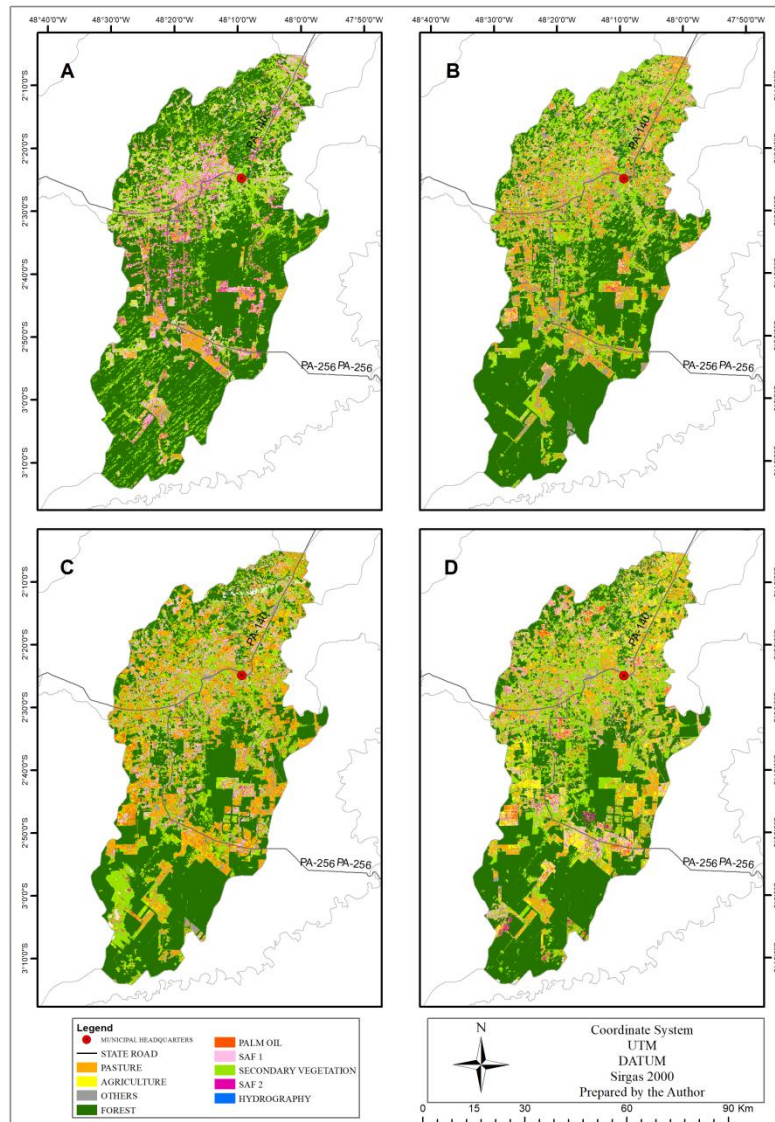 48°40'0"W 48°30'0"W 48°20'0"W 48°10'0"W 48°0'0"W 47°50'0"W
48°40'0"W 48°30'0"W 48°20'0"W 48°10'0"W 48°0'0"W 47°50'0"W
A
B
2°10'0"S
2°20'0"S
2°30'0"S
2°40'0"S
2°50'0"S
3°0'0"S
3°10'0"S
PA-140
PA-256 PA-256
PA-140
PA-256 PA-256
C
D
2°10'0"S
2°20'0"S
2°30'0"S
2°40'0"S
2°50'0"S
3°0'0"S
3°10'0"S
PA-140
PA-256 PA-256
PA-140
PA-256 PA-256
Legend
MUNICIPAL HEADQUARTERS
STATE ROAD
PASTURE
AGRICULTURE
OTHERS
FOREST
PALM OIL
SAF 1
SECONDARY VEGETATION
SAF 2
HYDROGRAPHY
N
Coordinate System
UTM
DATUM
Sirgas 2000
Prepared by the Author
0 15 30 60 90 Km